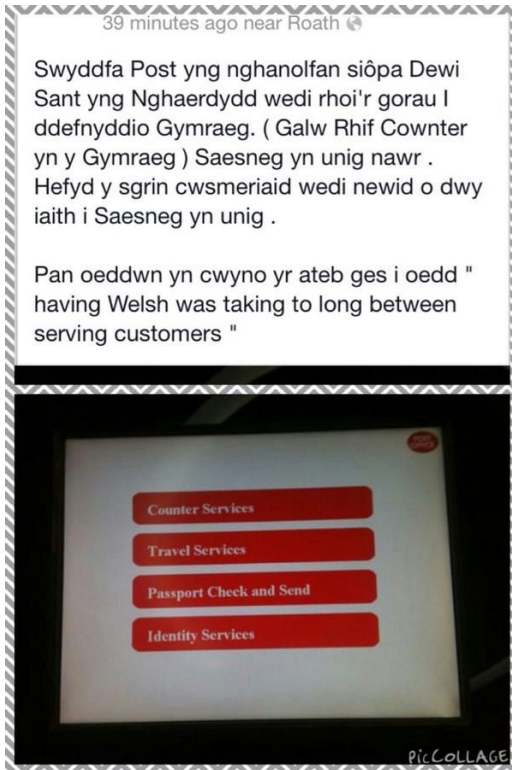 39 minutes ago near Roath
Swyddfa Post yng nghanolfan siôpa Dewi
Sant yng Nghaerdydd wedi rhoi'r gorau I
ddefnyddio Gymraeg. ( Galw Rhif Cownter
yn y Gymraeg ) Saesneg yn unig nawr .
Hefyd y sgrin cwsmeriaid wedi newid o dwy
iaith i Saesneg yn unig .
Pan oeddwn yn cwyno yr ateb ges i oedd "
having Welsh was taking to long between
serving customers "
POST
OFFICE
Counter Services
Travel Services
Passport Check and Send
Identity Services
PicCOLLAGE